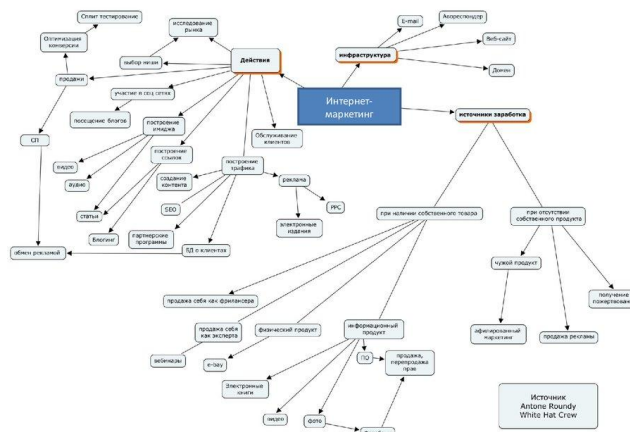 Сплит тестирование
исследование
рынка
E-mail
Автореспондер
Оптимизация
конверсии
Веб-сайт
инфраструктура
Действия
выбор ниши
Домен
продажи
участие в соц сетях
Интернет-
маркетинг
источники заработка
посещение блогов
построение
имиджа
Обслуживание
клиентов
СП
построение
ссылок
видео
построение
трафика
аудио
создание
контента
реклама
PPC
статьи
SEO
при наличии собственного товара
при отсутствии
собственного продукта
электронные
издания
блогинг
партнерские
программы
обмен рекламой
БД о клиентах
чужой продукт
получение
пожертвован
продажа себя как фрилансера
продажа себя
как эксперта
физический продукт
информационный
продукт
афилированный
маркетинг
продажа рекламы
вебинары
e-bay
ПО
продажа,
перепродажа
прав
Электронные
книги
видео
фото
Источник
Antone Roundy
White Hat Crew